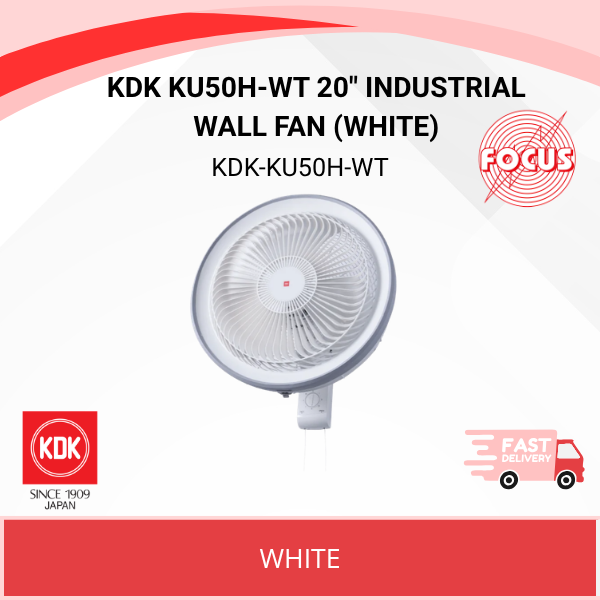 KDK KU50H-WT 20" INDUSTRIAL
WALL FAN (WHITE)
KDK-KU50H-WT
FOCUS
KDK
SINCE 1909
JAPAN
FAST
DELIVERY
WHITE